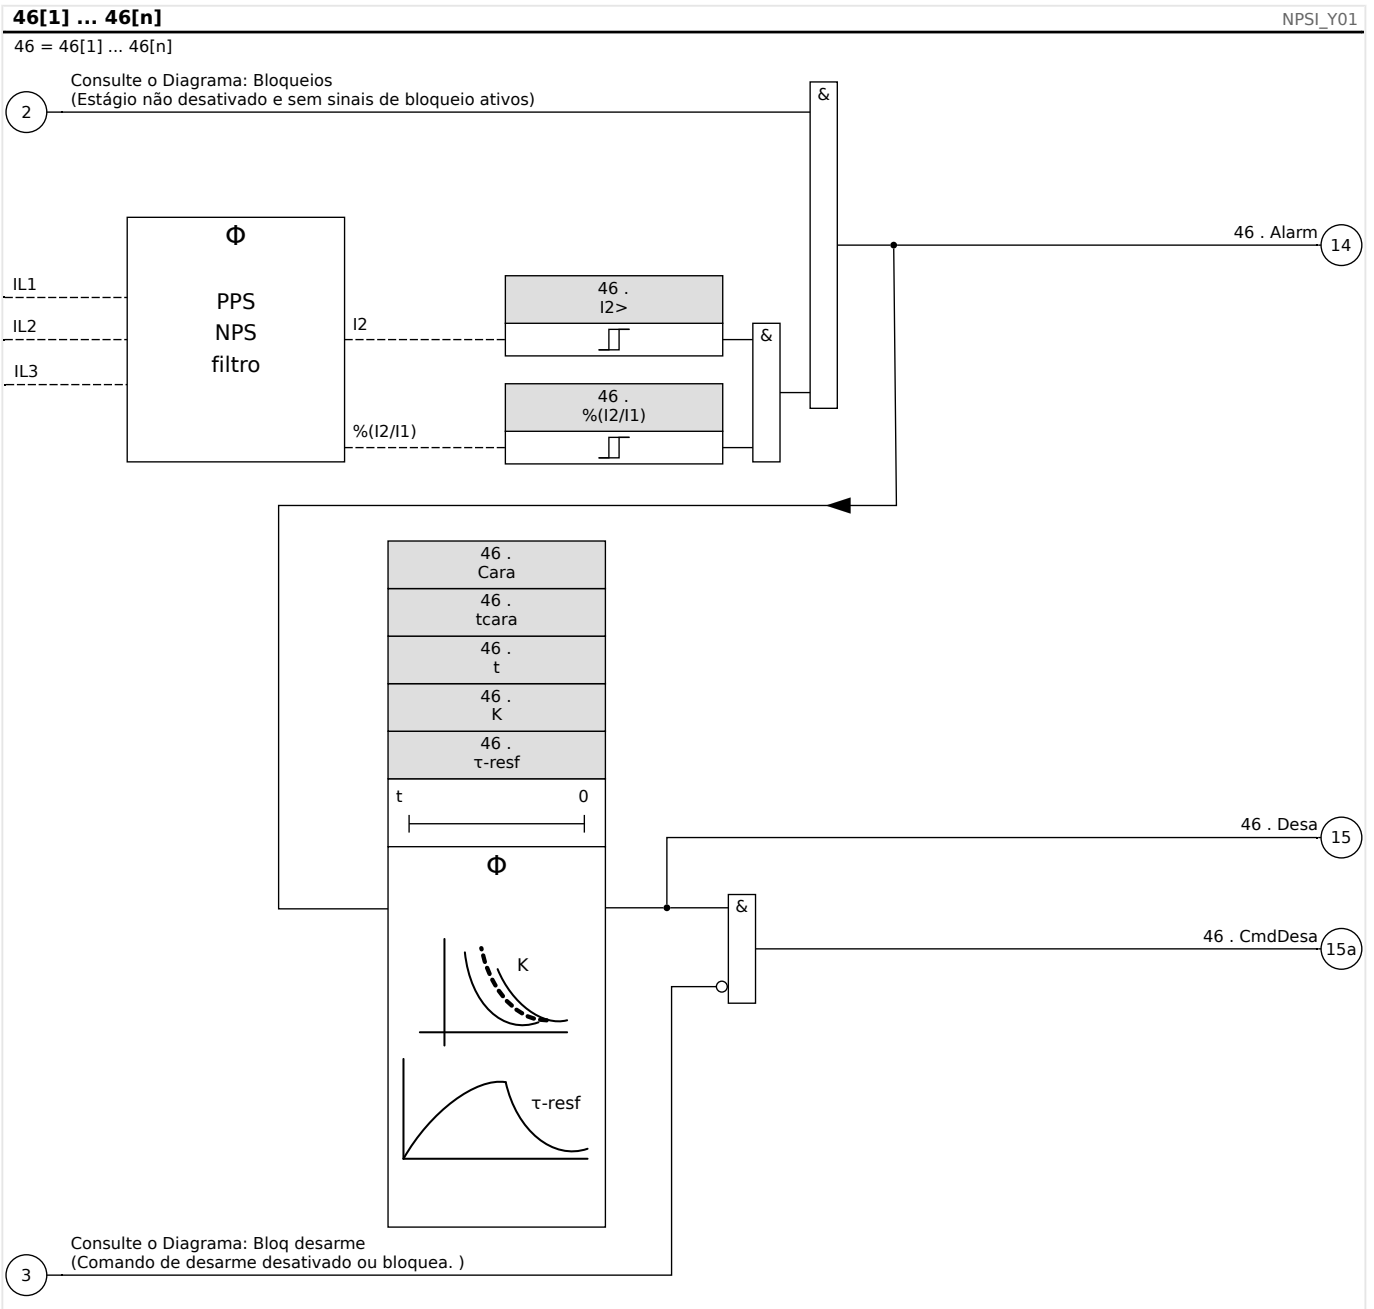 46[1] ... 46[n]
NPSI_Y01
46 = 46[1] ... 46[n]
Consulte o Diagrama: Bloqueios
(Estágio não desativado e sem sinais de bloqueio ativos)
2
&
Φ
PPS
NPS
filtro
IL1
IL2
IL3
I2
%(I2/I1)
46 .
I2>
46 .
%(I2/I1)
&
46 . Alarm
14
46 .
Cara
46 .
tcara
46 .
t
46 .
K
46 .
τ-resf
t
0
Φ
K
τ-resf
46 . Desa
15
&
46 . CmdDesa
15a
Consulte o Diagrama: Bloq desarme
(Comando de desarme desativado ou bloquea. )
3